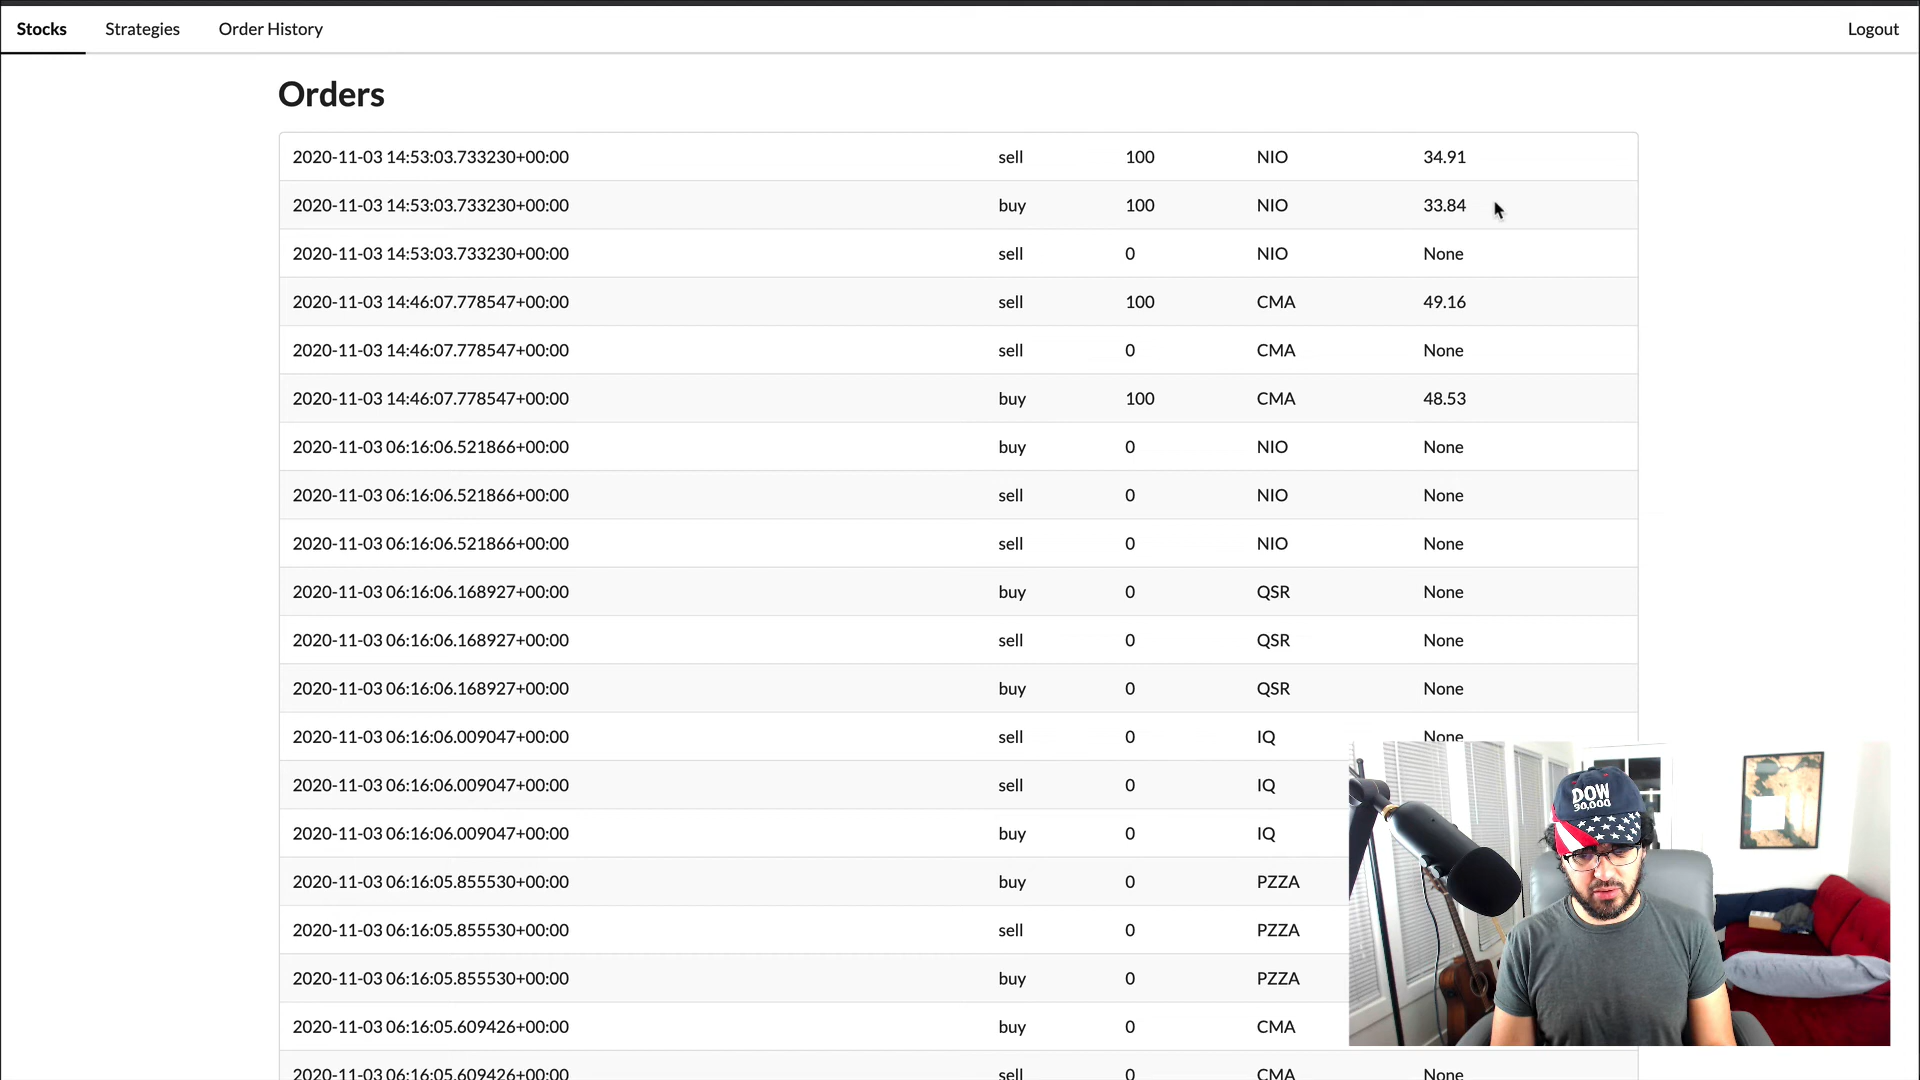 Stocks Strategies Order History Logout
Orders
2020-11-03 14:53:03.733230+00:00 sell 100 NIO 34.91
2020-11-03 14:53:03.733230+00:00 buy 100 NIO 33.84
2020-11-03 14:53:03.733230+00:00 sell 0 NIO None
2020-11-03 14:46:07.778547+00:00 sell 100 CMA 49.16
2020-11-03 14:46:07.778547+00:00 sell 0 CMA None
2020-11-03 14:46:07.778547+00:00 buy 100 CMA 48.53
2020-11-03 06:16:06.521866+00:00 buy 0 NIO None
2020-11-03 06:16:06.521866+00:00 sell 0 NIO None
2020-11-03 06:16:06.521866+00:00 sell 0 NIO None
2020-11-03 06:16:06.168927+00:00 buy 0 QSR None
2020-11-03 06:16:06.168927+00:00 sell 0 QSR None
2020-11-03 06:16:06.168927+00:00 buy 0 QSR None
2020-11-03 06:16:06.009047+00:00 sell 0 IQ None
2020-11-03 06:16:06.009047+00:00 sell 0 IQ
2020-11-03 06:16:06.009047+00:00 buy 0 IQ
2020-11-03 06:16:05.855530+00:00 buy 0 PZZA
2020-11-03 06:16:05.855530+00:00 sell 0 PZZA
2020-11-03 06:16:05.855530+00:00 buy 0 PZZA
2020-11-03 06:16:05.609426+00:00 buy 0 CMA
2020-11-03 06:16:05.609426+00:00 sell 0 CMA None
DOW
30,000